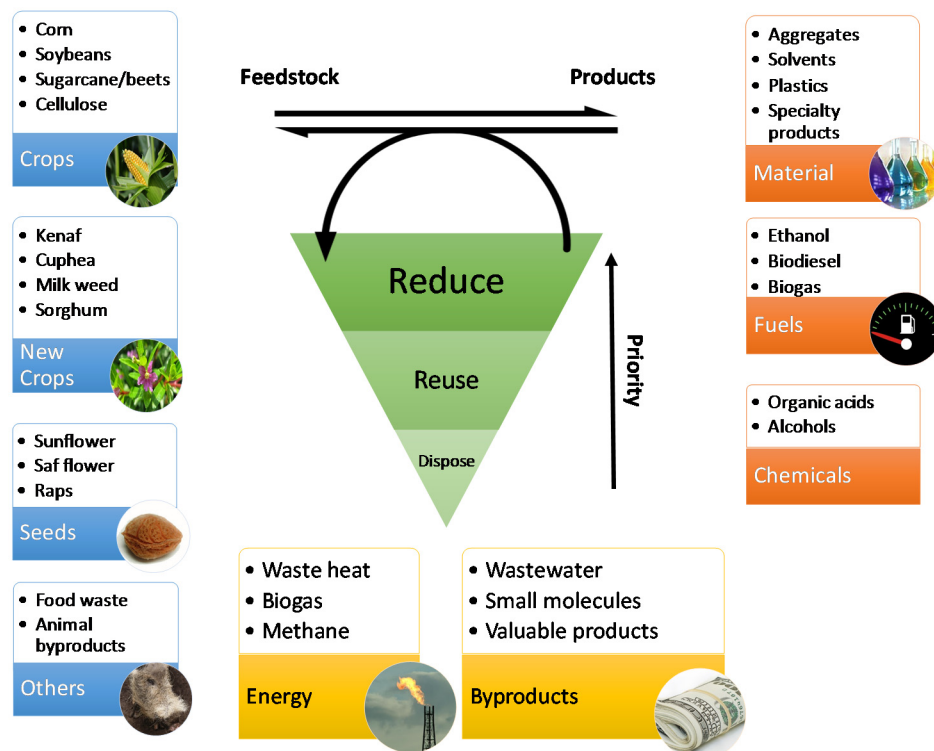 Corn
Soybeans
Sugarcane/beets
Cellulose
Crops
Kenaf
Cuphea
Milk weed
Sorghum
New
Crops
Sunflower
Saf flower
Raps
Seeds
Food waste
Animal
byproducts
Others
Feedstock
Products
Reduce
Reuse
Dispose
Priority
Waste heat
Biogas
Methane
Energy
Wastewater
Small molecules
Valuable products
Byproducts
Aggregates
Solvents
Plastics
Specialty
products
Material
Ethanol
Biodiesel
Biogas
Fuels
Organic acids
Alcohols
Chemicals